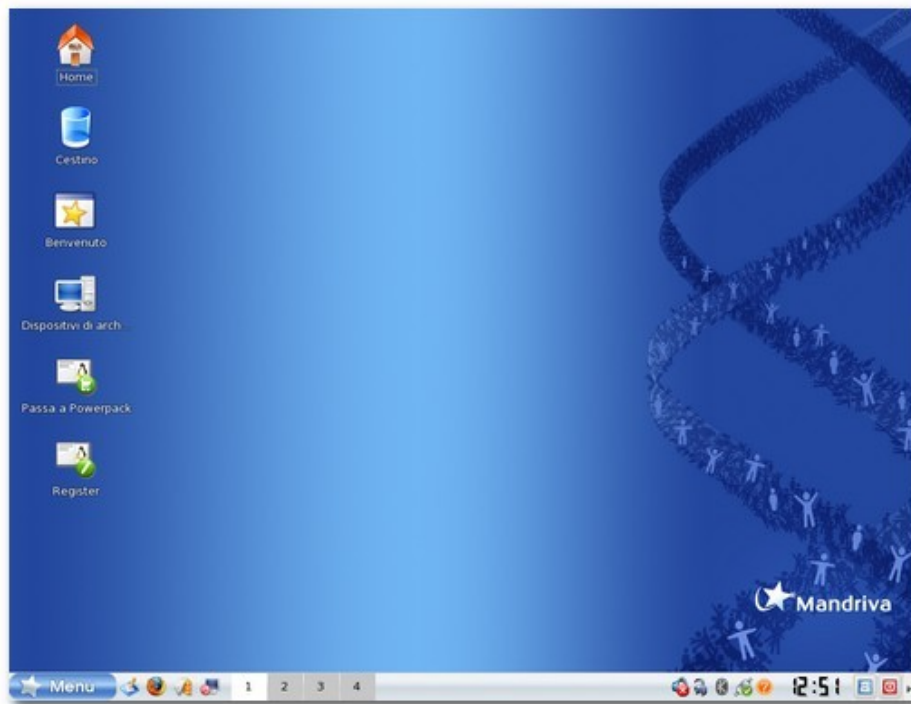 Home
Cestino
Benvenuto
Dispositivi di arch...
Passa a Powerpack
Register
Mandriva
Menu
1 2 3 4
12:51